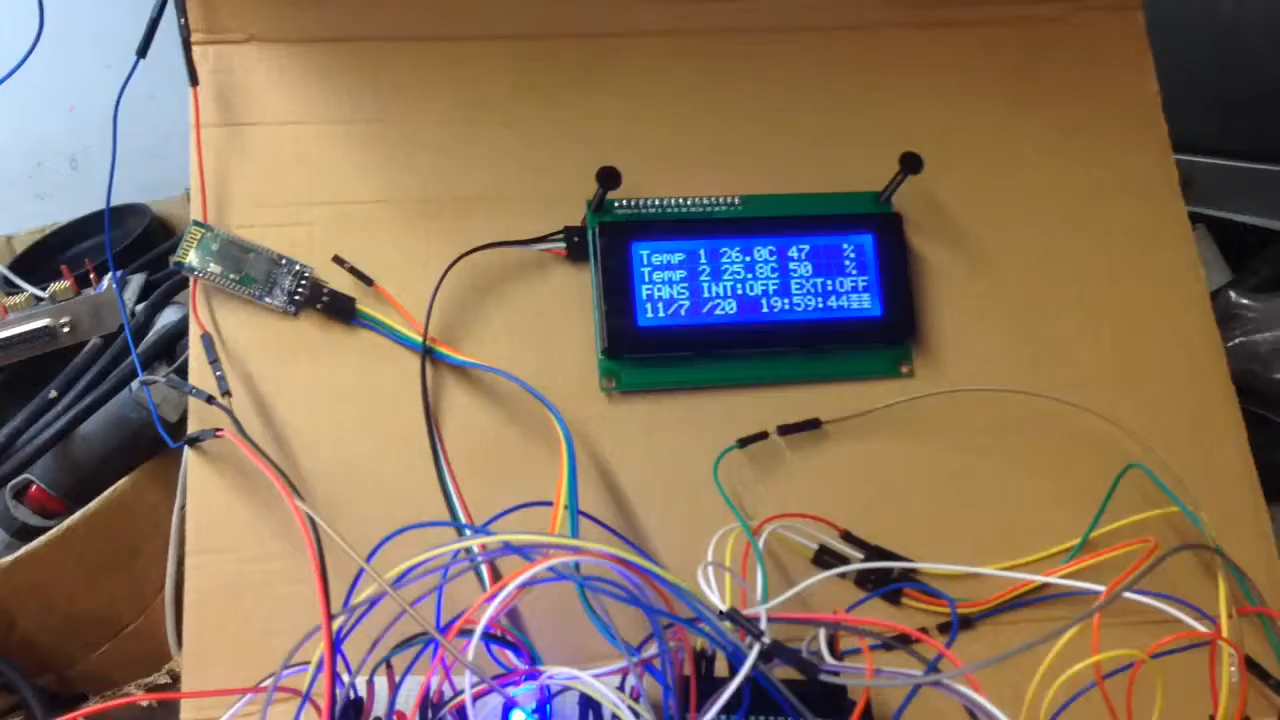 Temp 1 26.0C 47 %
Temp 2 25.8C 50 %
FANS INT:OFF EXT:OFF
11/7 /20 19:59:44